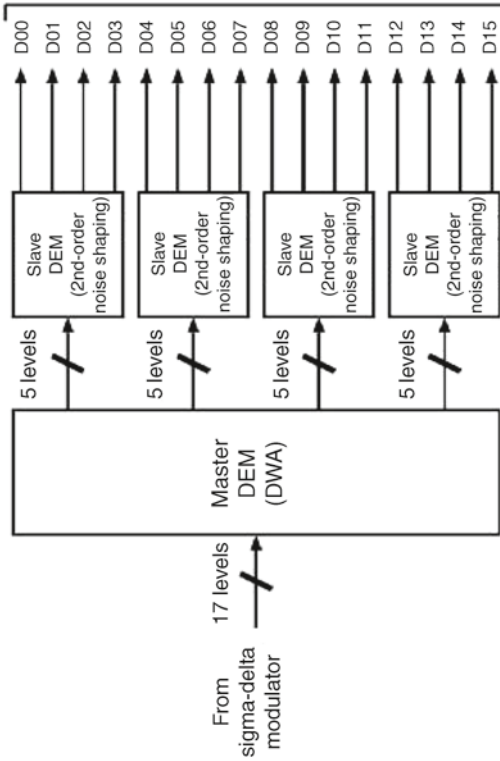 D00
D01
D02
D03
D04
D05
D06
D07
D08
D09
D10
D11
D12
D13
D14
D15
Slave
DEM
(2nd-order
noise shaping)
Slave
DEM
(2nd-order
noise shaping)
Slave
DEM
(2nd-order
noise shaping)
Slave
DEM
(2nd-order
noise shaping)
5 levels
5 levels
5 levels
5 levels
Master
DEM
(DWA)
17 levels
From
sigma-delta
modulator